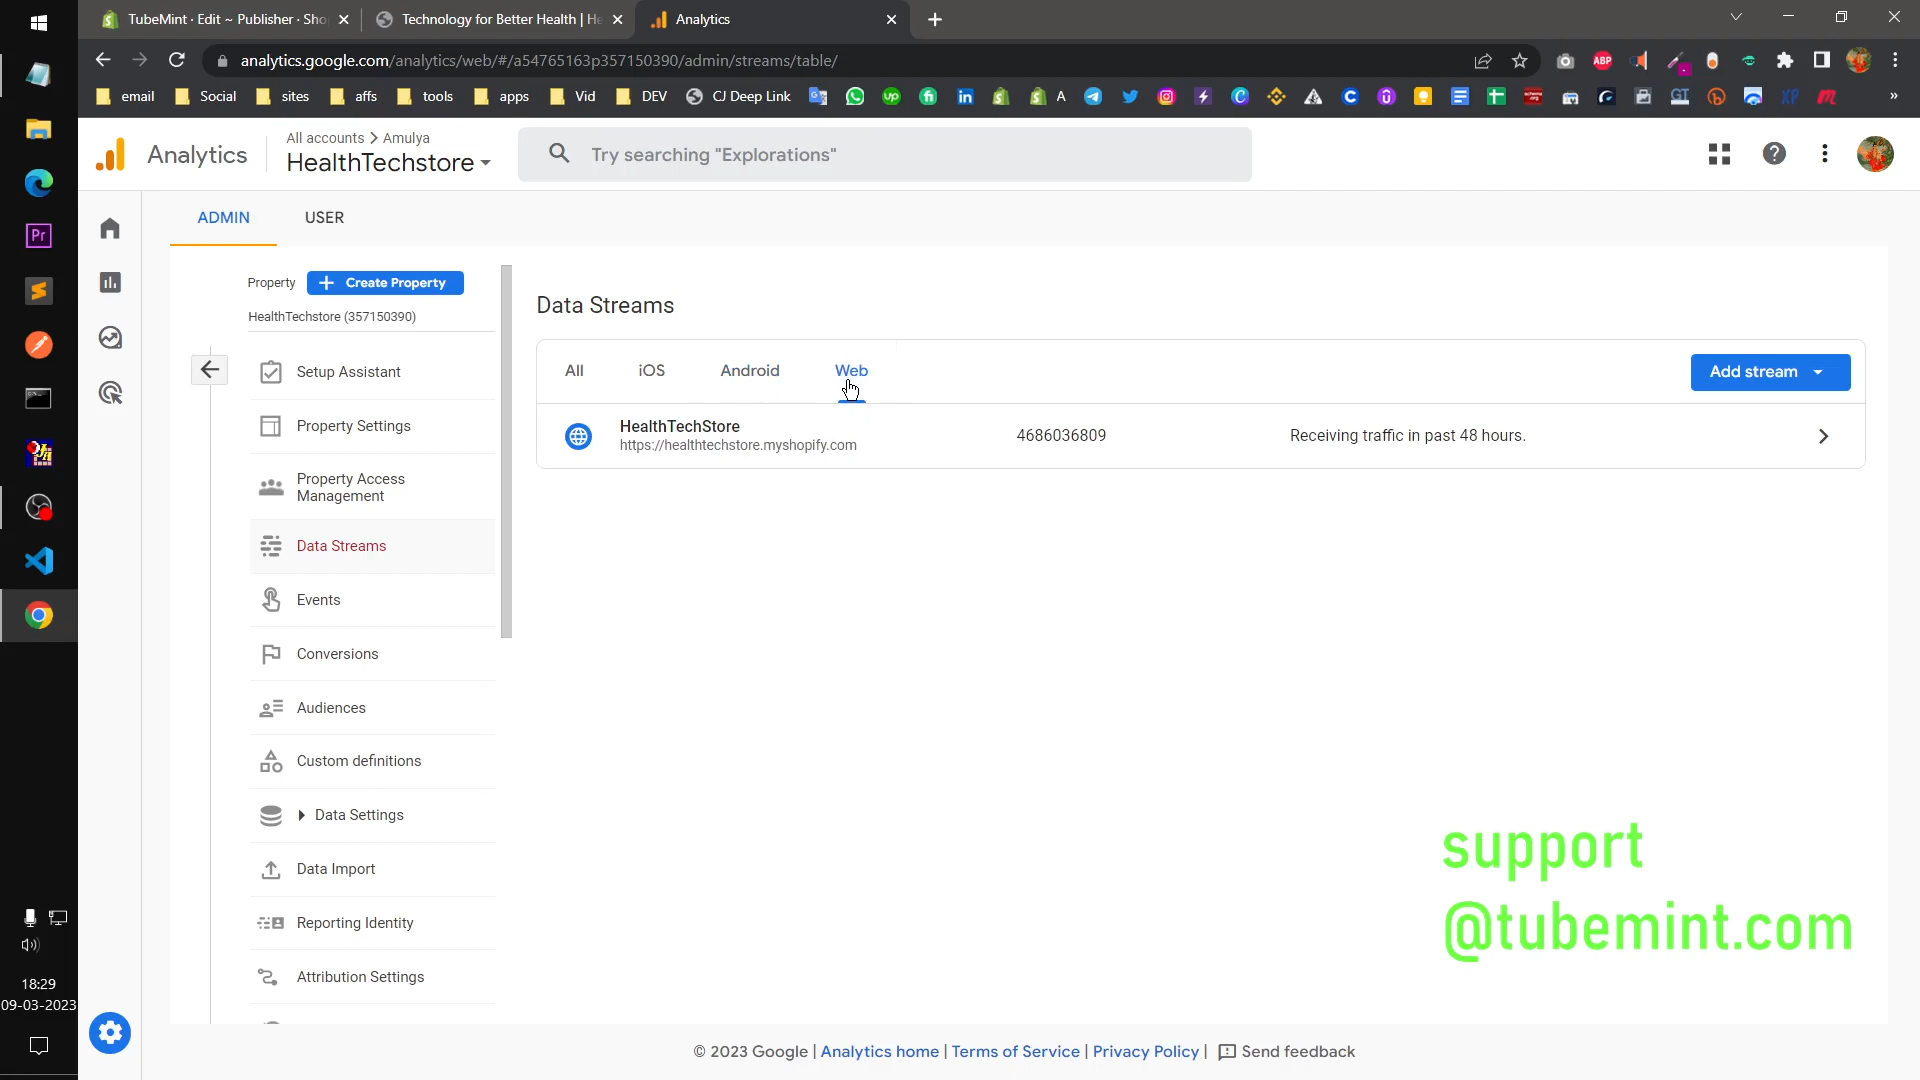 TubeMint · Edit ~ Publisher · Sho
Technology for Better Health | He
Analytics
analytics.google.com/analytics/web/#/a54765163p357150390/admin/streams/table/
ABP
email
Social
sites
affs
tools
apps
Vid
DEV
CJ Deep Link
A
GT
XP
»
Analytics
All accounts > Amulya
HealthTechstore
Try searching "Explorations"
ADMIN
USER
Property
Create Property
HealthTechstore (357150390)
Setup Assistant
Property Settings
Property Access
Management
Data Streams
Events
Conversions
Audiences
Custom definitions
Data Settings
Data Import
Reporting Identity
Attribution Settings
Data Streams
All
iOS
Android
Web
Add stream
HealthTechStore
https://healthtechstore.myshopify.com
4686036809
Receiving traffic in past 48 hours.
support
@tubemint.com
Pr
18:29
09-03-2023
© 2023 Google | Analytics home | Terms of Service | Privacy Policy | Send feedback